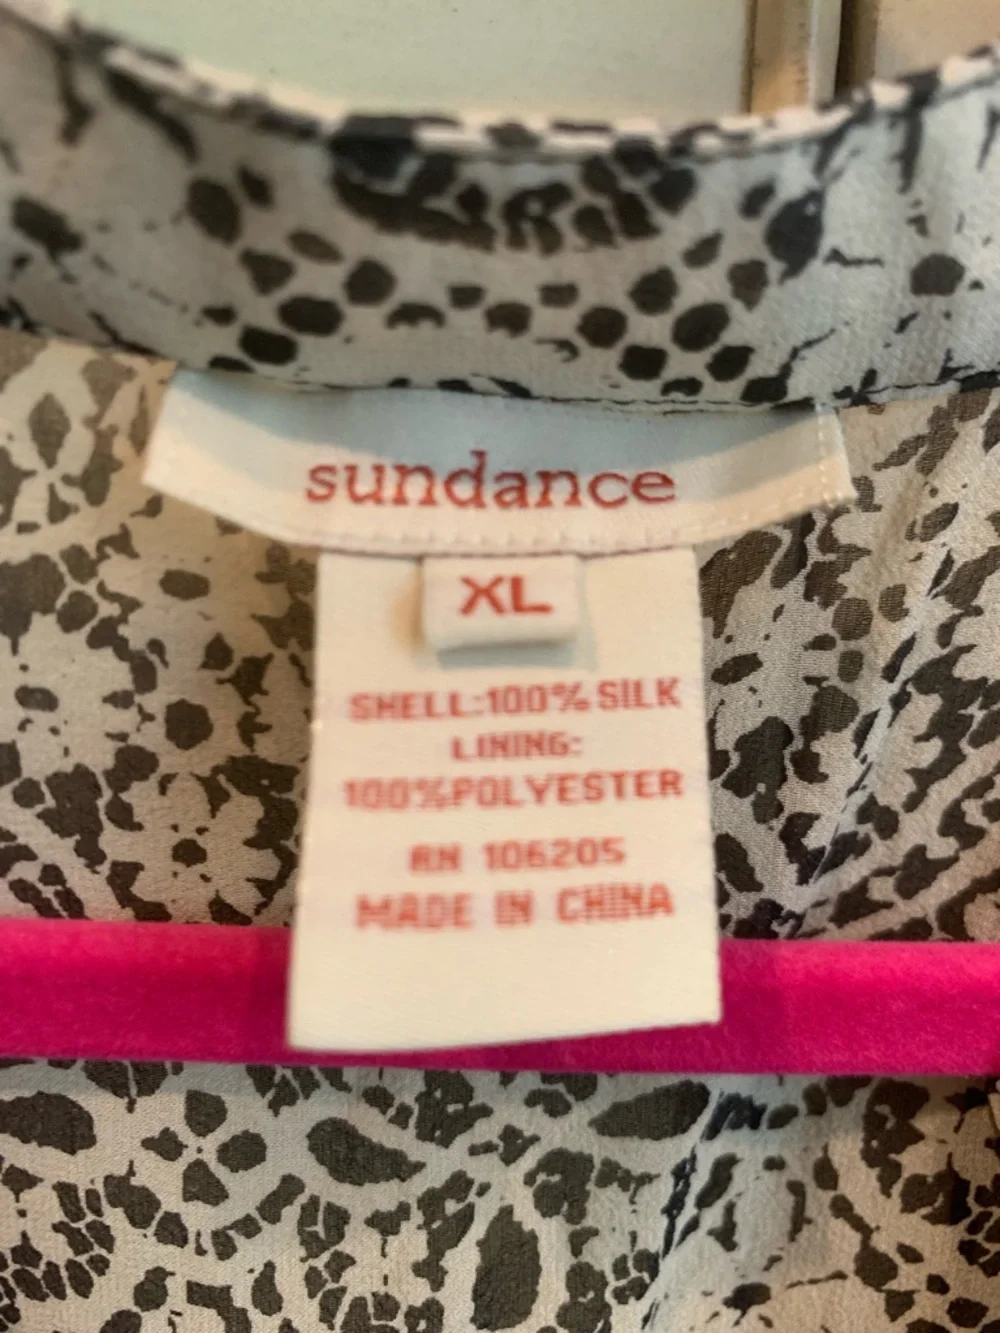 sundance
XL
SHELL:100% SILK
LINING:
100%POLYESTER
RN 106205
MADE IN CHINA